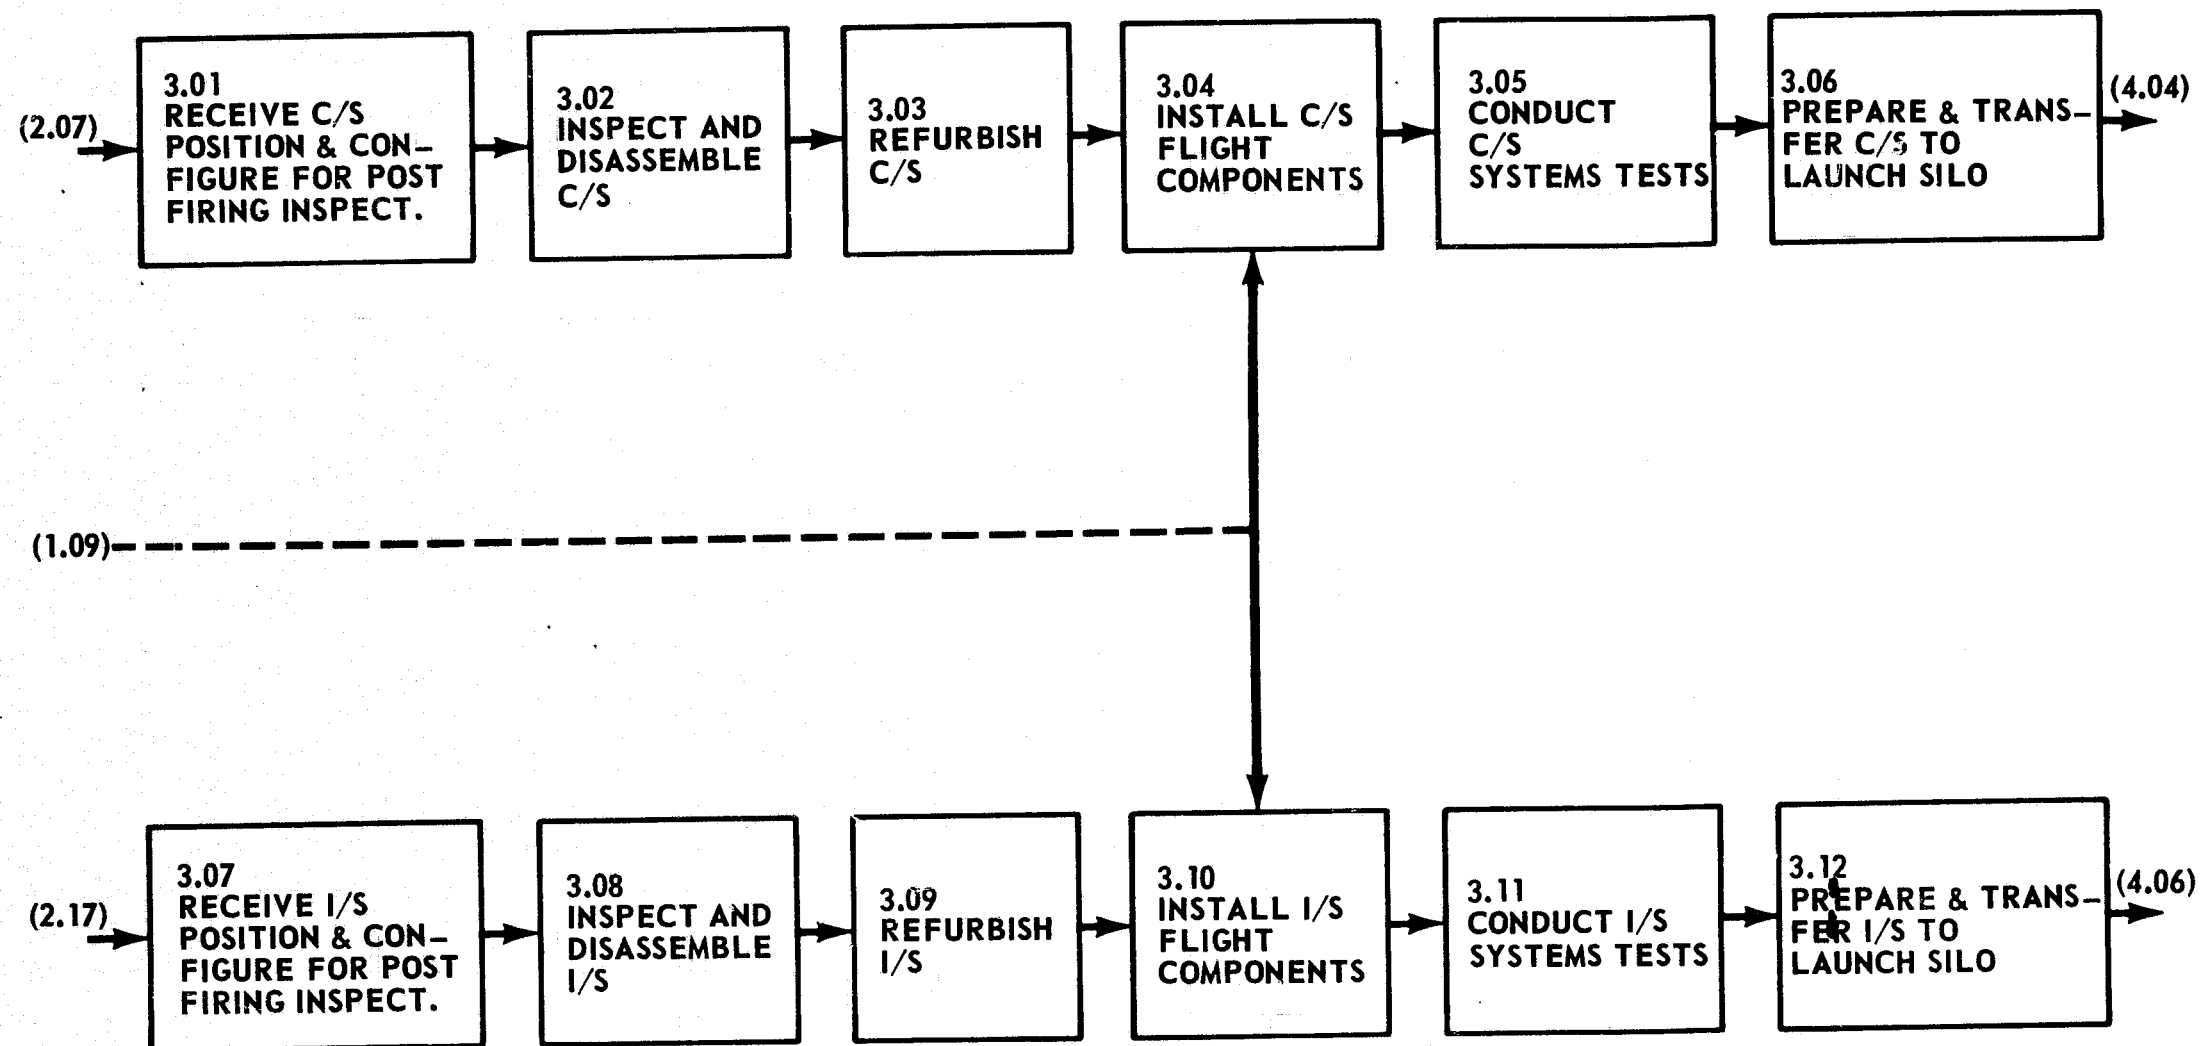 (2.07)
3.01
RECEIVE C/S
POSITION & CON-
FIGURE FOR POST
FIRING INSPECT.
3.02
INSPECT AND
DISASSEMBLE
C/S
3.03
REFURBISH
C/S
3.04
INSTALL C/S
FLIGHT
COMPONENTS
3.05
CONDUCT
C/S
SYSTEMS TESTS
3.06
PREPARE & TRANS-
FER C/S TO
LAUNCH SILO
(4.04)
(1.09)
(2.17)
3.07
RECEIVE I/S
POSITION & CON-
FIGURE FOR POST
FIRING INSPECT.
3.08
INSPECT AND
DISASSEMBLE
I/S
3.09
REFURBISH
I/S
3.10
INSTALL I/S
FLIGHT
COMPONENTS
3.11
CONDUCT I/S
SYSTEMS TESTS
3.12
PREPARE & TRANS-
FER I/S TO
LAUNCH SILO
(4.06)